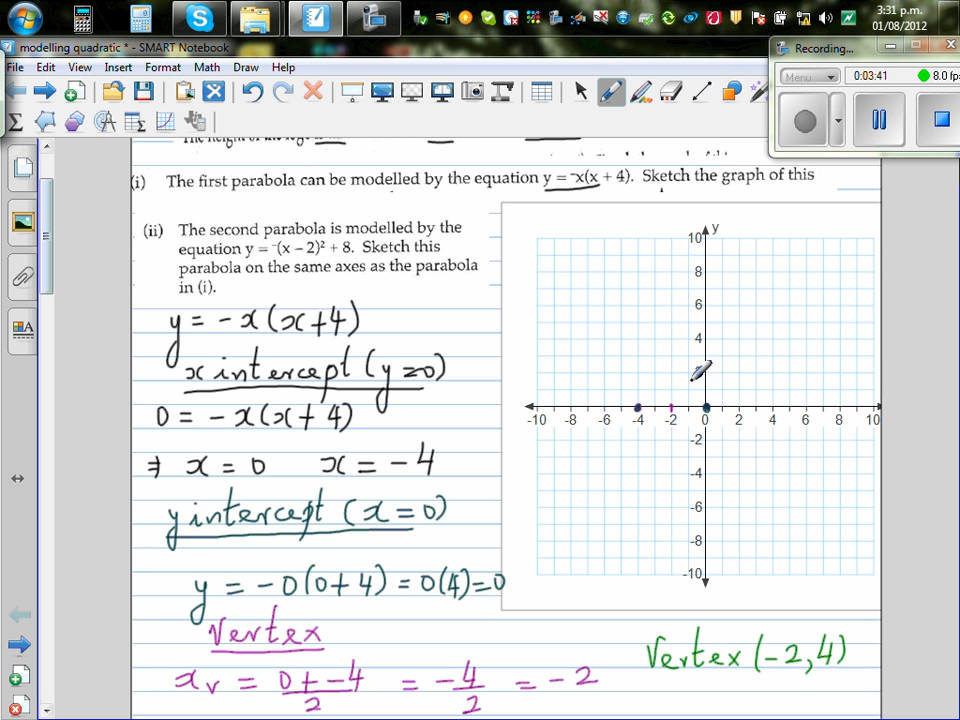 3:31 p.m.
01/08/2012
modelling quadratic * - SMART Notebook
Recording...
File Edit View Insert Format Math Draw Help
Menu 0:03:41 8.0 fp
(i) The first parabola can be modelled by the equation y = ⁻x(x + 4). Sketch the graph of this
(ii) The second parabola is modelled by the
equation y = ⁻(x – 2)² + 8. Sketch this
parabola on the same axes as the parabola
in (i).
y = -x(x+4)
x intercept (y=0)
0 = -x(x+4)
⇒ x = 0 x = -4
y intercept (x=0)
y = -0(0+4) = 0(4)=0
Vertex
xv = 0+-4/2 = -4/2 = -2
y
10
8
6
4
-10 -8 -6 -4 -2 0 2 4 6 8 10
-2
-4
-6
-8
-10
Vertex (-2,4)